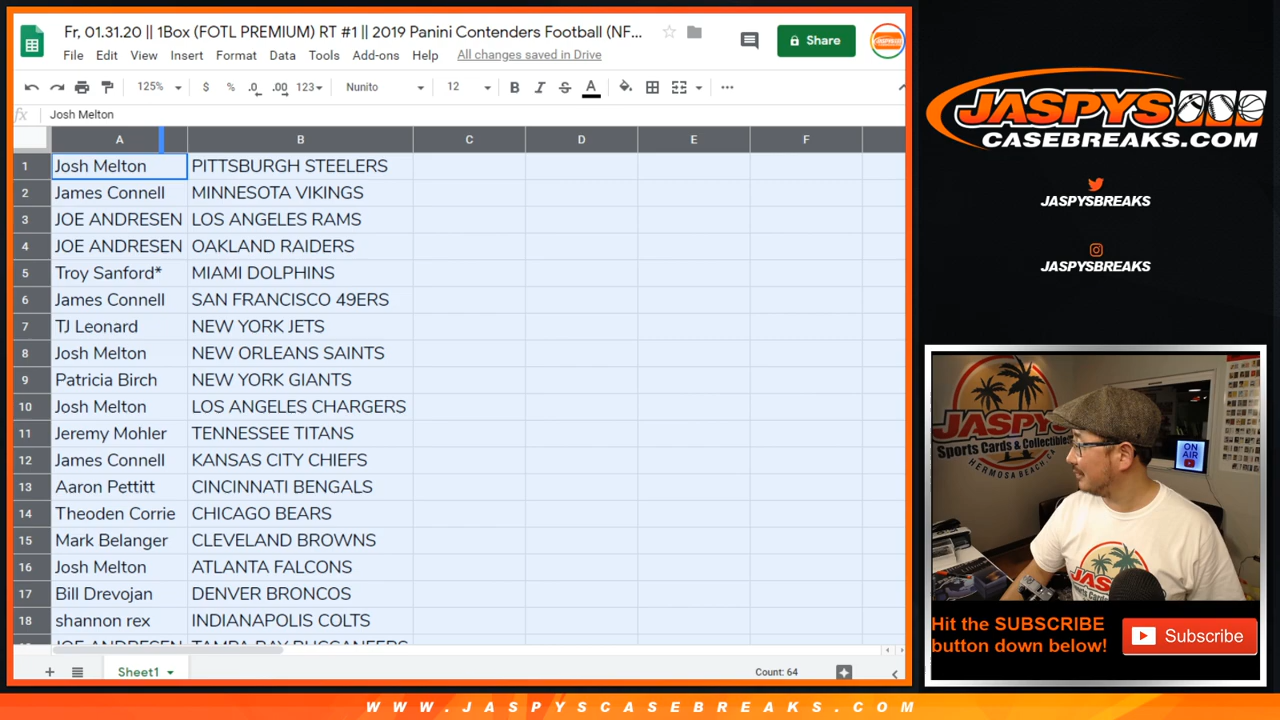 Fr, 01.31.20 || 1Box (FOTL PREMIUM) RT #1 || 2019 Panini Contenders Football (NF...
File Edit View Insert Format Data Tools Add-ons Help All changes saved in Drive
Share
125% $ % .0 .00 123 Nunito 12 B I S A
fx Josh Melton
A B C D E F
1 Josh Melton PITTSBURGH STEELERS
2 James Connell MINNESOTA VIKINGS
3 JOE ANDRESEN LOS ANGELES RAMS
4 JOE ANDRESEN OAKLAND RAIDERS
5 Troy Sanford* MIAMI DOLPHINS
6 James Connell SAN FRANCISCO 49ERS
7 TJ Leonard NEW YORK JETS
8 Josh Melton NEW ORLEANS SAINTS
9 Patricia Birch NEW YORK GIANTS
10 Josh Melton LOS ANGELES CHARGERS
11 Jeremy Mohler TENNESSEE TITANS
12 James Connell KANSAS CITY CHIEFS
13 Aaron Pettitt CINCINNATI BENGALS
14 Theoden Corrie CHICAGO BEARS
15 Mark Belanger CLEVELAND BROWNS
16 Josh Melton ATLANTA FALCONS
17 Bill Drevojan DENVER BRONCOS
18 shannon rex INDIANAPOLIS COLTS
JOE ANDRESEN TAMPA BAY BUCCANEERS
Sheet1
Count: 64
JASPYS
CASEBREAKS.COM
JASPYSBREAKS
JASPYSBREAKS
JASPYS
Sports Cards & Collectibles
HERMOSA BEACH, CA
ON
AIR
Hit the SUBSCRIBE
button down below!
Subscribe
WWW.JASPYSCASEBREAKS.COM